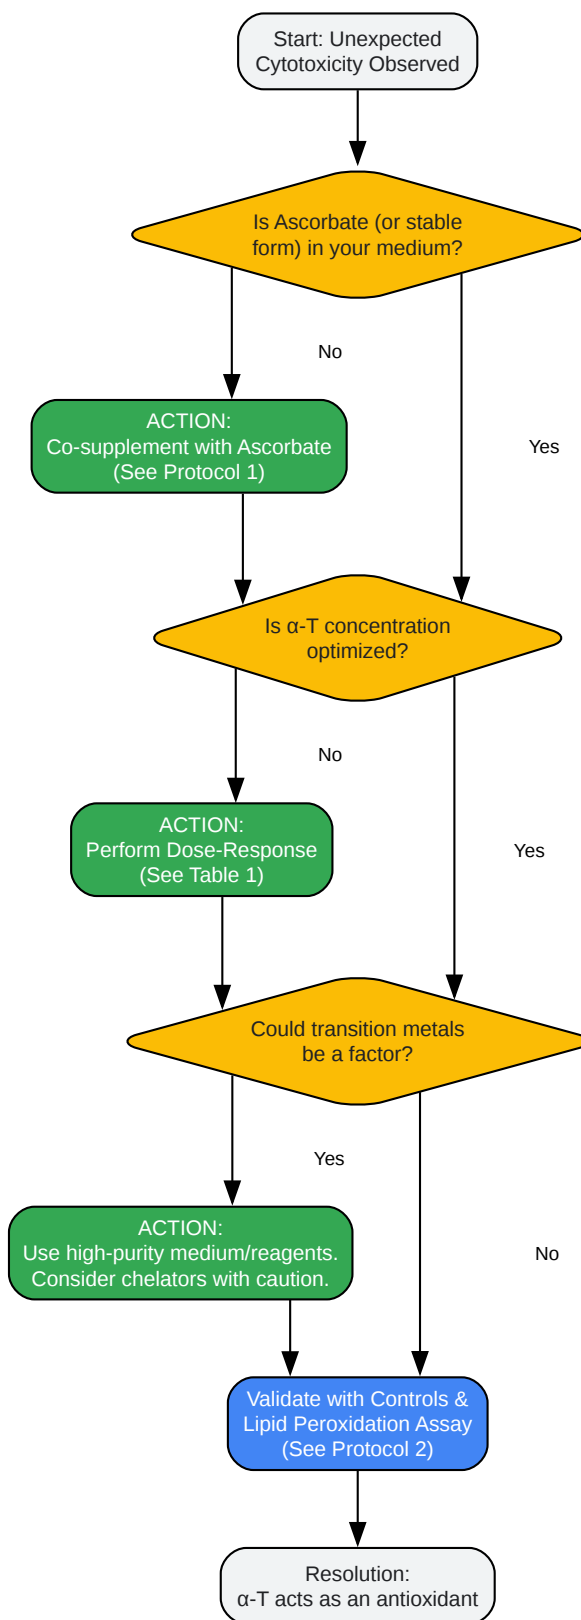 Start: Unexpected
Cytotoxicity Observed
Is Ascorbate (or stable
form) in your medium?
No
ACTION:
Co-supplement with Ascorbate
(See Protocol 1)
Yes
Is α-T concentration
optimized?
No
ACTION:
Perform Dose-Response
(See Table 1)
Yes
Could transition metals
be a factor?
Yes
ACTION:
Use high-purity medium/reagents.
Consider chelators with caution.
No
Validate with Controls &
Lipid Peroxidation Assay
(See Protocol 2)
Resolution:
α-T acts as an antioxidant